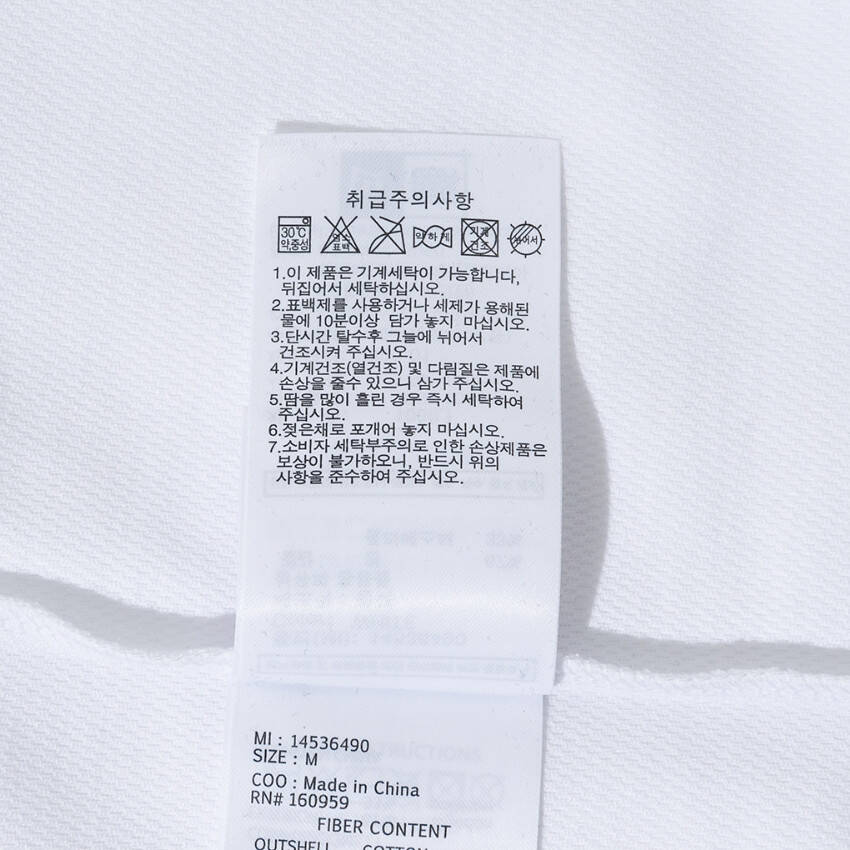 취급주의사항
30℃ 약,중성
염소 표백
약하게
기계 건조
뉘어서
1.이 제품은 기계세탁이 가능합니다,
뒤집어서 세탁하십시오.
2.표백제를 사용하거나 세제가 용해된
물에 10분이상 담가 놓지 마십시오.
3.단시간 탈수후 그늘에 뉘어서
건조시켜 주십시오.
4.기계건조(열건조) 및 다림질은 제품에
손상을 줄수 있으니 삼가 주십시오.
5.땀을 많이 흘린 경우 즉시 세탁하여
주십시오.
6.젖은채로 포개어 놓지 마십시오.
7.소비자 세탁부주의로 인한 손상제품은
보상이 불가하오니, 반드시 위의
사항을 준수하여 주십시오.
MI : 14536490
SIZE : M
COO : Made in China
RN# 160959
FIBER CONTENT
OUTSHELL COTTON